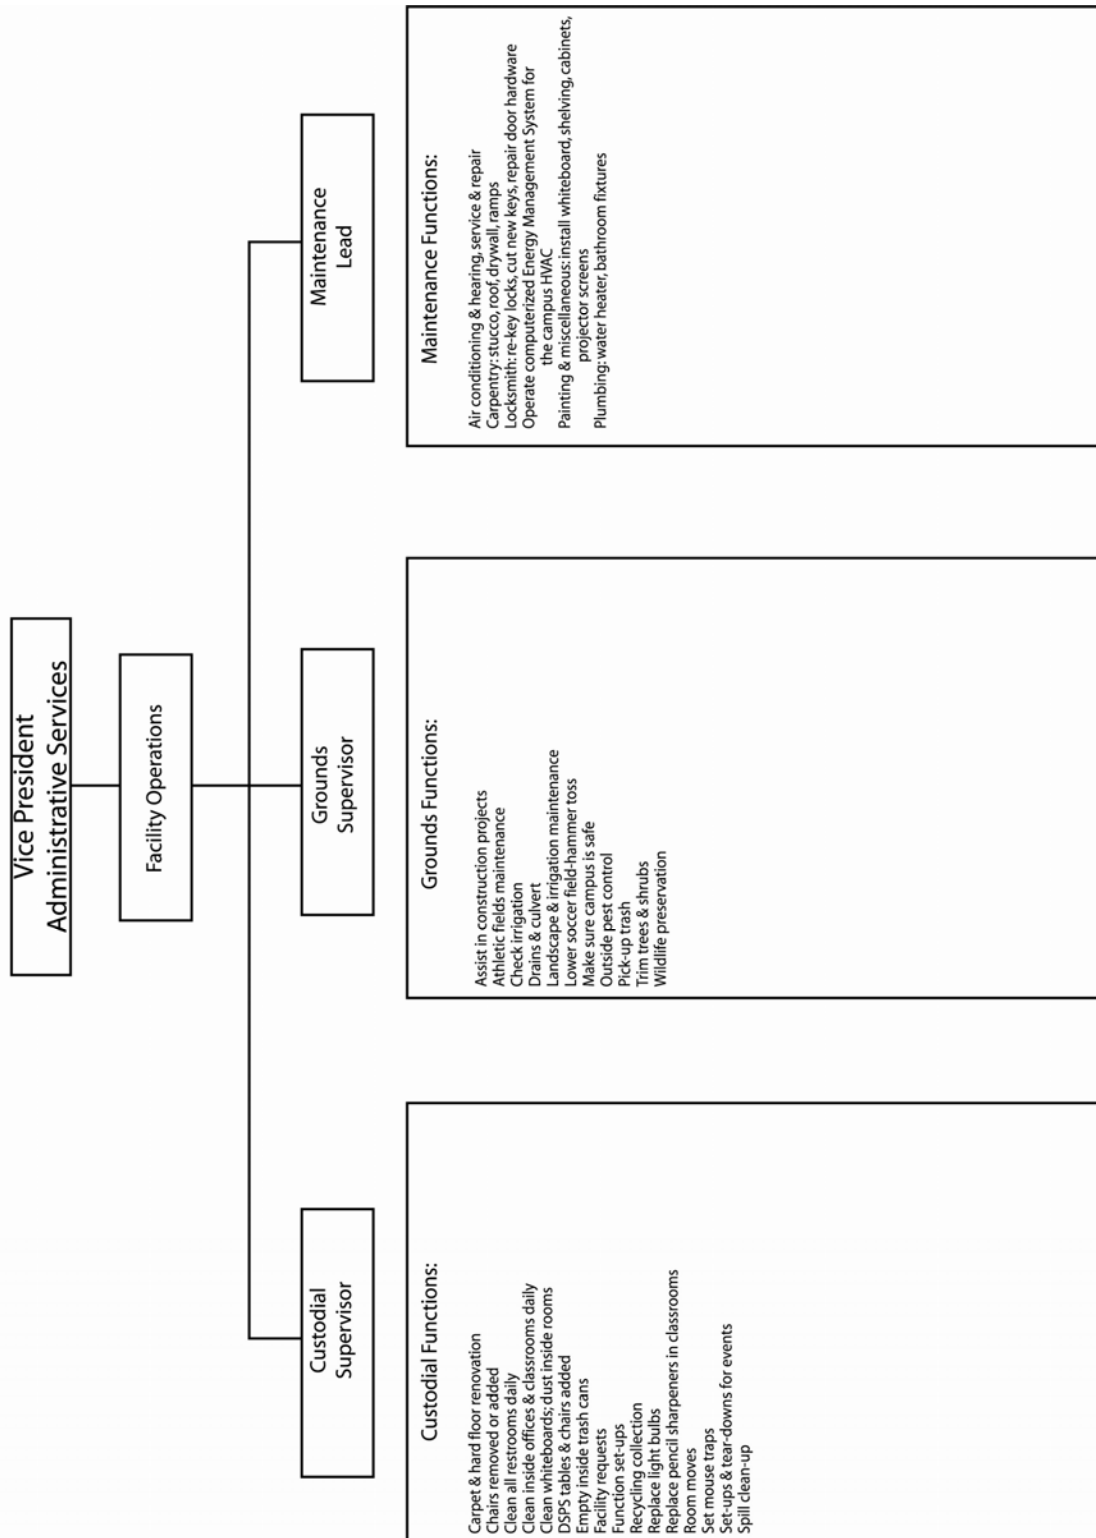 Vice President
Administrative Services
Facility Operations
Custodial
Supervisor
Grounds
Supervisor
Maintenance
Lead
Custodial Functions:
Carpet & hard floor renovation
Chairs removed or added
Clean all restrooms daily
Clean inside offices & classrooms daily
Clean whiteboards; dust inside rooms
DSPS tables & chairs added
Empty inside trash cans
Facility requests
Function set-ups
Recycling collection
Replace light bulbs
Replace pencil sharpeners in classrooms
Room moves
Set mouse traps
Set-ups & tear-downs for events
Spill clean-up
Grounds Functions:
Assist in construction projects
Athletic fields maintenance
Check irrigation
Drains & culvert
Landscape & irrigation maintenance
Lower soccer field-hammer toss
Make sure campus is safe
Outside pest control
Pick-up trash
Trim trees & shrubs
Wildlife preservation
Maintenance Functions:
Air conditioning & hearing, service & repair
Carpentry: stucco, roof, drywall, ramps
Locksmith: re-key locks, cut new keys, repair door hardware
Operate computerized Energy Management System for
the campus HVAC
Painting & miscellaneous: install whiteboard, shelving, cabinets,
projector screens
Plumbing: water heater, bathroom fixtures